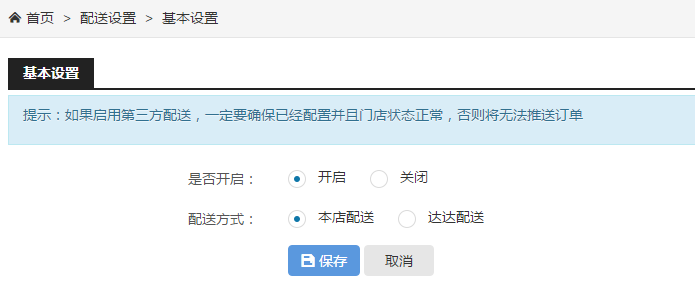 首页 > 配送设置 > 基本设置
基本设置
提示：如果启用第三方配送，一定要确保已经配置并且门店状态正常，否则将无法推送订单
是否开启： 开启 关闭
配送方式： 本店配送 达达配送
保存 取消